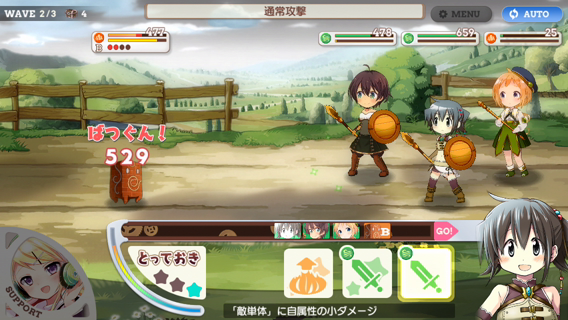 WAVE 2/3 4
通常攻撃
MENU
AUTO
477
B
478
659
25
ばつぐん!
529
B
GO!
とっておき
SUPPORT
「敵単体」に自属性の小ダメージ